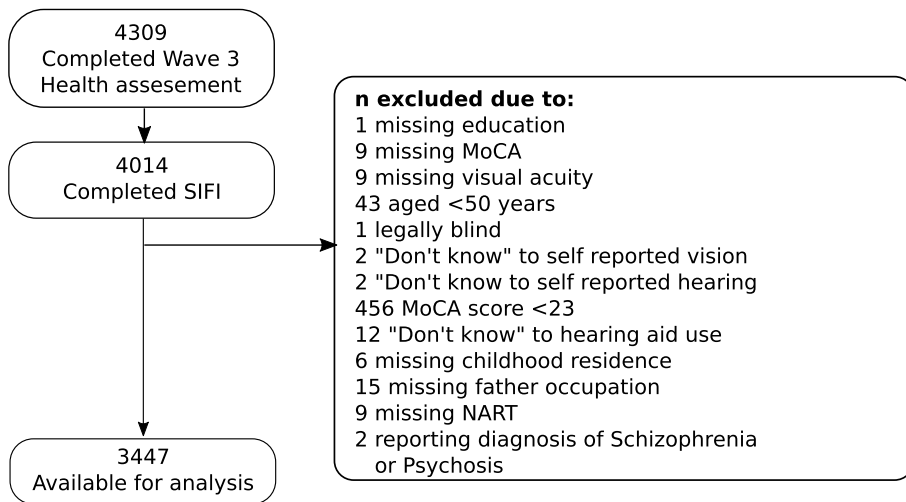 4309
Completed Wave 3
Health assesement
4014
Completed SIFI
n excluded due to:
1 missing education
9 missing MoCA
9 missing visual acuity
43 aged <50 years
1 legally blind
2 "Don't know" to self reported vision
2 "Don't know to self reported hearing
456 MoCA score <23
12 "Don't know" to hearing aid use
6 missing childhood residence
15 missing father occupation
9 missing NART
2 reporting diagnosis of Schizophrenia
or Psychosis
3447
Available for analysis